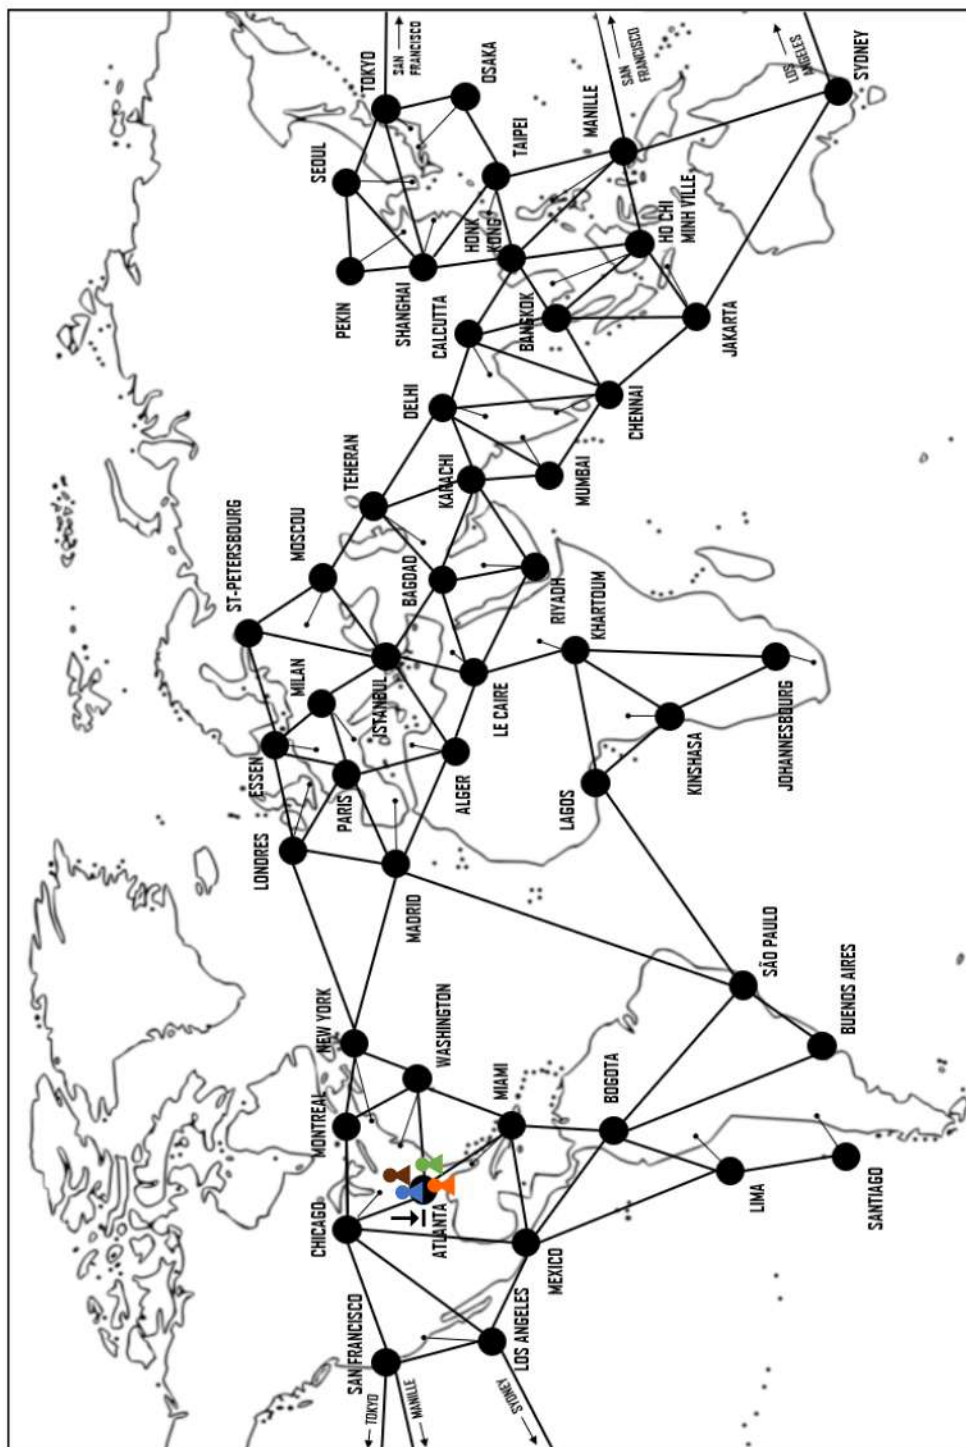 SAN FRANCISCO
CHICAGO
MONTREAL
NEW YORK
WASHINGTON
ATLANTA
LOS ANGELES
MEXICO
MIAMI
BOGOTA
LIMA
SANTIAGO
BUENOS AIRES
SÃO PAULO
TOKYO
MANILLE
SYDNEY
LONDRES
ESSEN
ST-PETERSBOURG
MILAN
PARIS
MADRID
ALGER
ISTANBUL
MOSCOU
LE CAIRE
BAGDAD
TEHERAN
RIYADH
KHARTOUM
LAGOS
KINSHASA
JOHANNESBOURG
KARACHI
DELHI
MUMBAI
CHENNAI
CALCUTTA
BANGKOK
JAKARTA
PEKIN
SEOUL
SHANGHAI
TOKYO
OSAKA
TAIPEI
HONK
KONG
MANILLE
HO CHI
MINH VILLE
SYDNEY
SAN
FRANCISCO
SAN
FRANCISCO
LOS
ANGELES